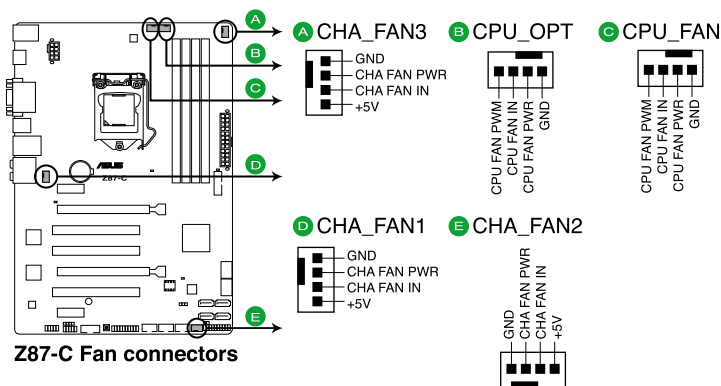 A
B
C
D
E
ASUS
Z87-C
Z87-C Fan connectors
A CHA_FAN3
GND
CHA FAN PWR
CHA FAN IN
+5V
B CPU_OPT
CPU FAN PWM
CPU FAN IN
CPU FAN PWR
GND
C CPU_FAN
CPU FAN PWM
CPU FAN IN
CPU FAN PWR
GND
D CHA_FAN1
GND
CHA FAN PWR
CHA FAN IN
+5V
E CHA_FAN2
GND
CHA FAN PWR
CHA FAN IN
+5V